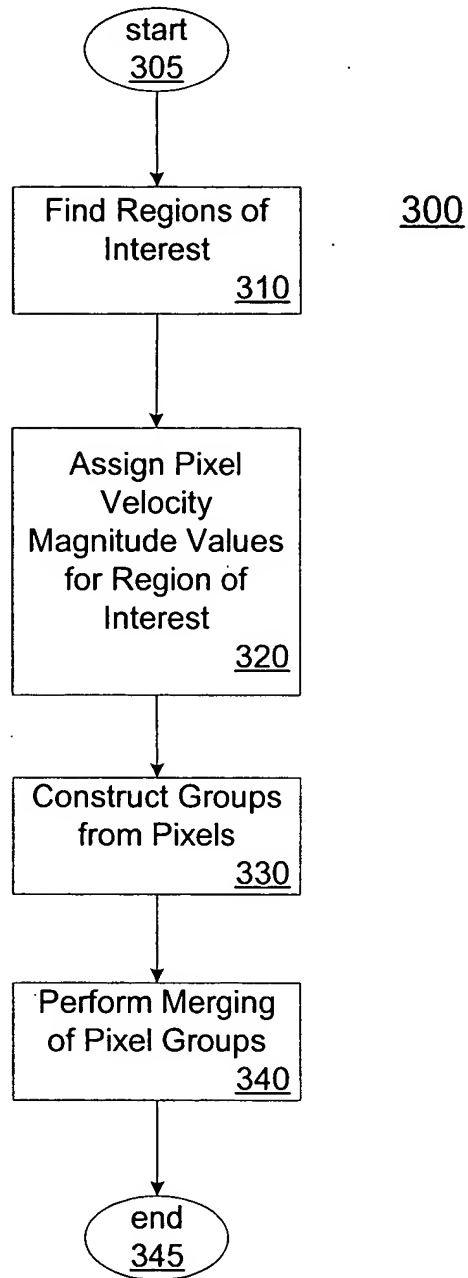 start
305
300
Find Regions of
Interest
310
Assign Pixel
Velocity
Magnitude Values
for Region of
Interest
320
Construct Groups
from Pixels
330
Perform Merging
of Pixel Groups
340
end
345